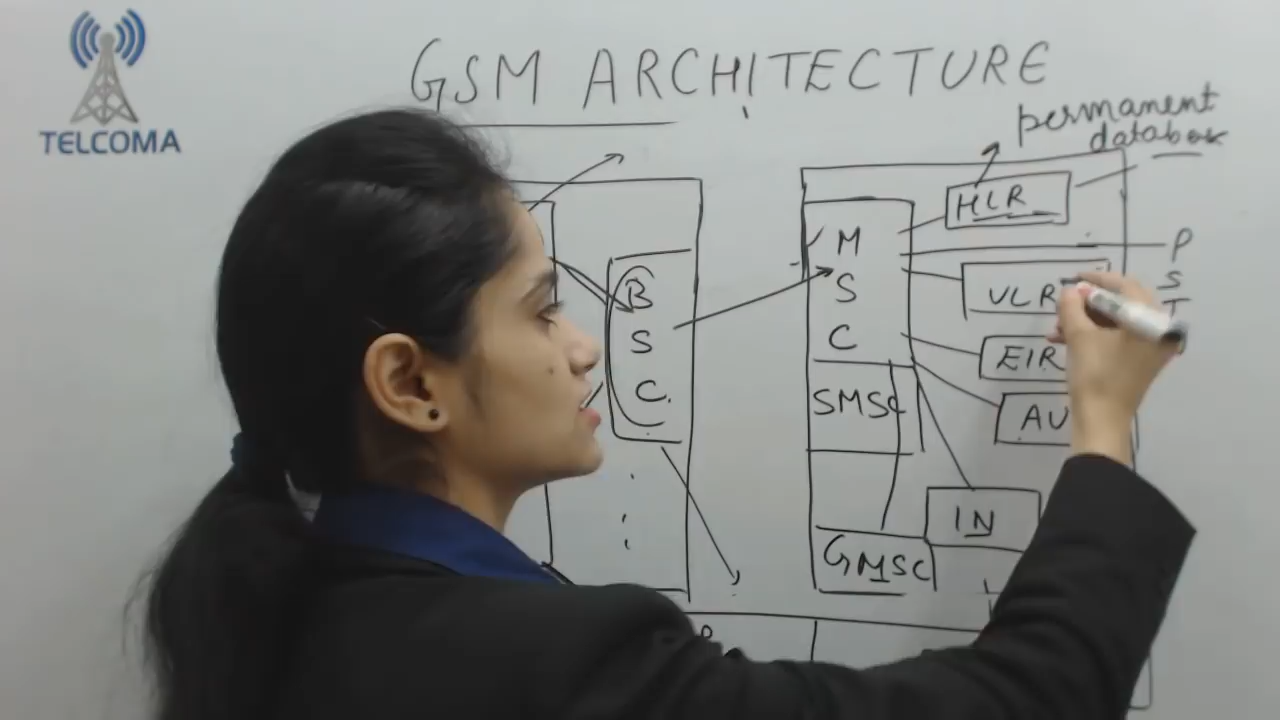 GSM ARCHITECTURE
TELCOMA
permanent
database
HLR
M
S
C
P
S
T
B
S
C
VLR
EIR
SMSC
AU
IN
GMSC